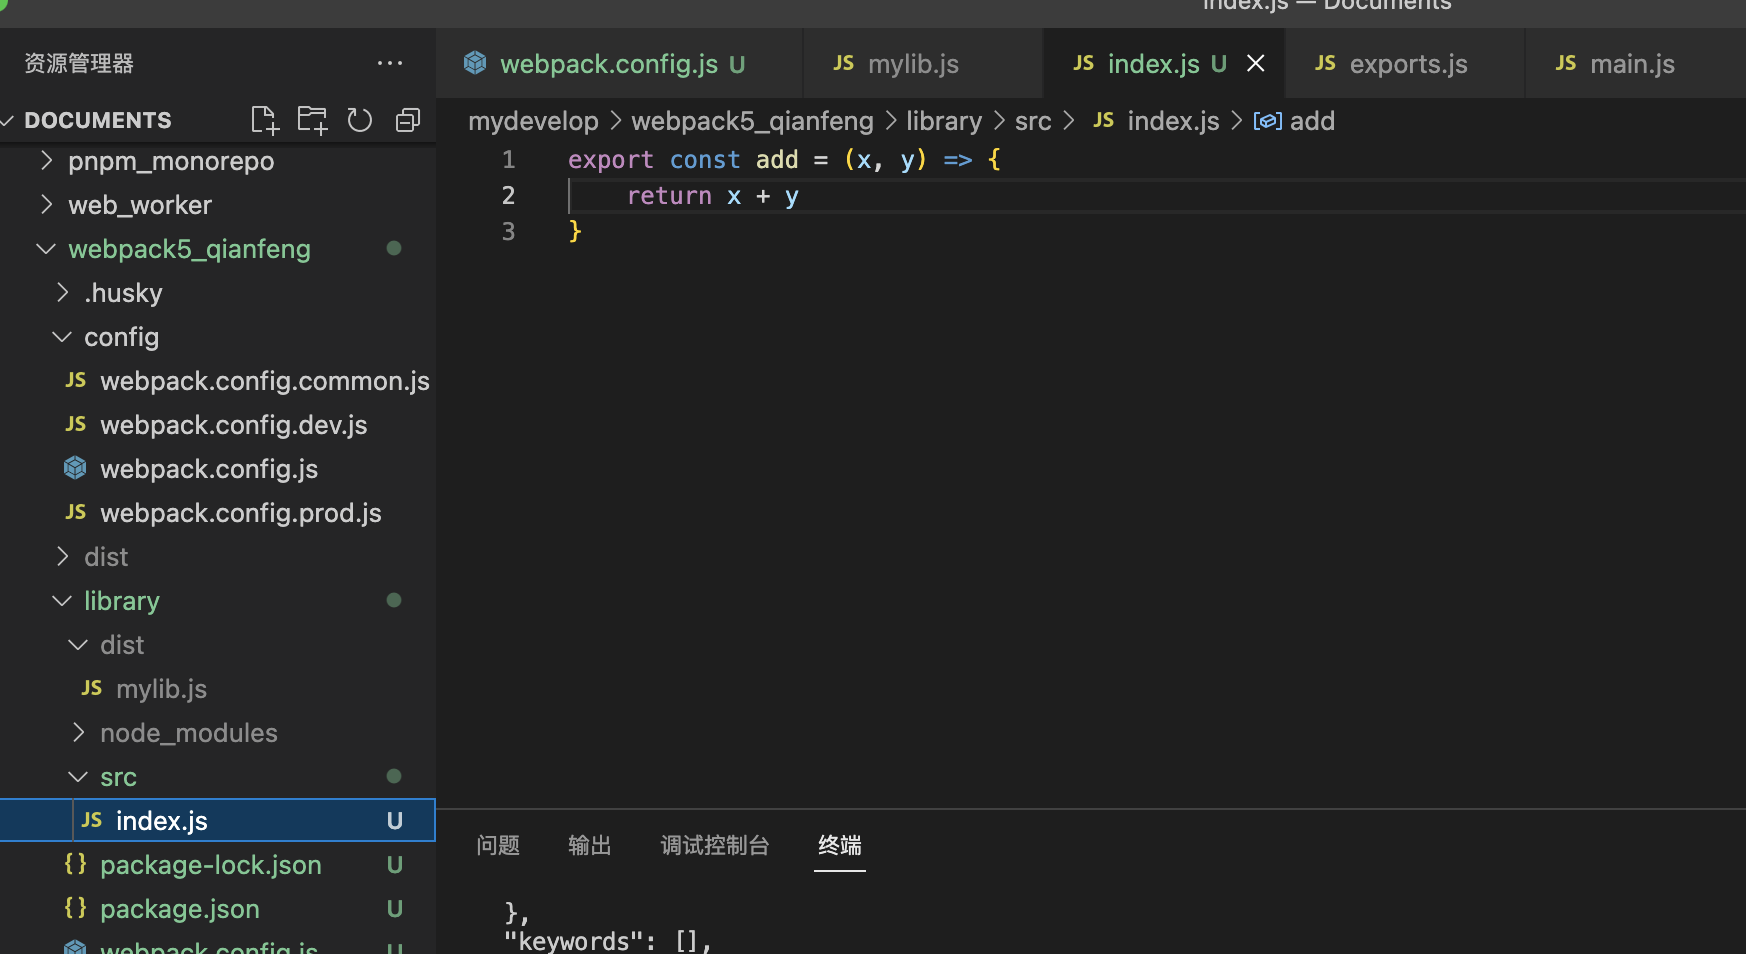 index.js — Documents
资源管理器 ···
webpack.config.js U
JS mylib.js
JS index.js U
JS exports.js
JS main.js
DOCUMENTS
mydevelop > webpack5_qianfeng > library > src > JS index.js > add
pnpm_monorepo
web_worker
webpack5_qianfeng
.husky
config
JS webpack.config.common.js
JS webpack.config.dev.js
webpack.config.js
JS webpack.config.prod.js
dist
library
dist
JS mylib.js
node_modules
src
JS index.js U
{} package-lock.json U
{} package.json U
webpack.config.js U
1 export const add = (x, y) => {
2 return x + y
3 }
问题 输出 调试控制台 终端
},
"keywords": [],